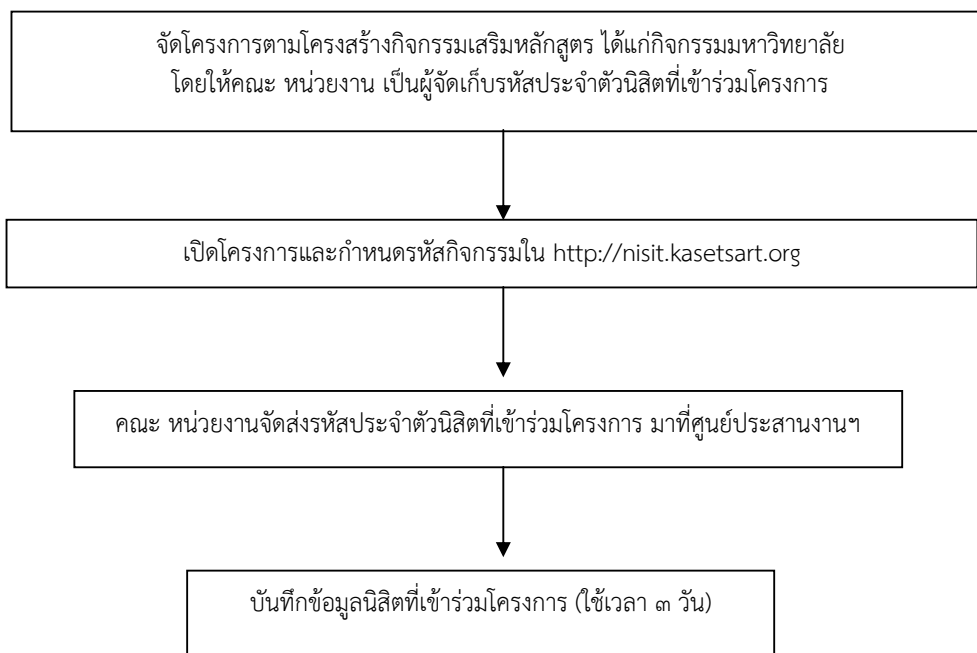 จัดโครงการตามโครงสร้างกิจกรรมเสริมหลักสูตร ได้แก่กิจกรรมมหาวิทยาลัย
โดยให้คณะ หน่วยงาน เป็นผู้จัดเก็บรหัสประจำตัวนิสิตที่เข้าร่วมโครงการ
เปิดโครงการและกำหนดรหัสกิจกรรมใน http://nisit.kasetsart.org
คณะ หน่วยงานจัดส่งรหัสประจำตัวนิสิตที่เข้าร่วมโครงการ มาที่ศูนย์ประสานงานฯ
บันทึกข้อมูลนิสิตที่เข้าร่วมโครงการ (ใช้เวลา ๓ วัน)